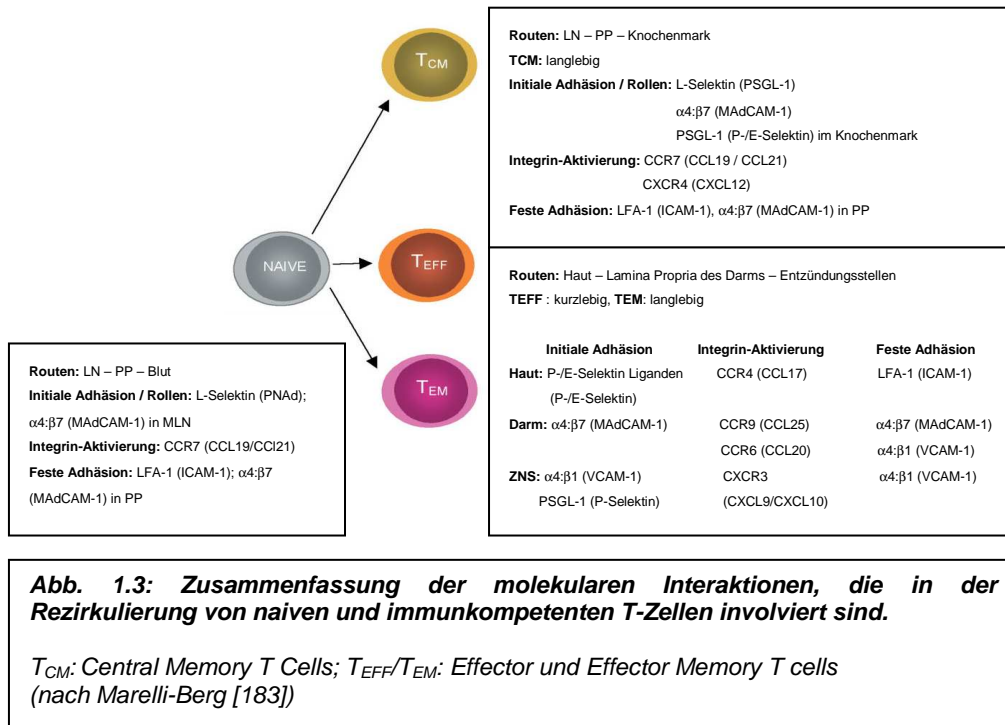 T_CM
NAIVE
T_EFF
T_EM
Routen: LN – PP – Knochenmark
TCM: langlebig
Initiale Adhäsion / Rollen: L-Selektin (PSGL-1)
α4:β7 (MAdCAM-1)
PSGL-1 (P-/E-Selektin) im Knochenmark
Integrin-Aktivierung: CCR7 (CCL19 / CCL21)
CXCR4 (CXCL12)
Feste Adhäsion: LFA-1 (ICAM-1), α4:β7 (MAdCAM-1) in PP
Routen: Haut – Lamina Propria des Darms – Entzündungsstellen
TEFF : kurzlebig, TEM: langlebig
Initiale Adhäsion Integrin-Aktivierung Feste Adhäsion
Haut: P-/E-Selektin Liganden CCR4 (CCL17) LFA-1 (ICAM-1)
(P-/E-Selektin)
Darm: α4:β7 (MAdCAM-1) CCR9 (CCL25) α4:β7 (MAdCAM-1)
CCR6 (CCL20) α4:β1 (VCAM-1)
ZNS: α4:β1 (VCAM-1) CXCR3 α4:β1 (VCAM-1)
PSGL-1 (P-Selektin) (CXCL9/CXCL10)
Routen: LN – PP – Blut
Initiale Adhäsion / Rollen: L-Selektin (PNAd);
α4:β7 (MAdCAM-1) in MLN
Integrin-Aktivierung: CCR7 (CCL19/CCl21)
Feste Adhäsion: LFA-1 (ICAM-1); α4:β7
(MAdCAM-1) in PP
Abb. 1.3: Zusammenfassung der molekularen Interaktionen, die in der
Rezirkulierung von naiven und immunkompetenten T-Zellen involviert sind.
T_CM: Central Memory T Cells; T_EFF/T_EM: Effector und Effector Memory T cells
(nach Marelli-Berg [183])